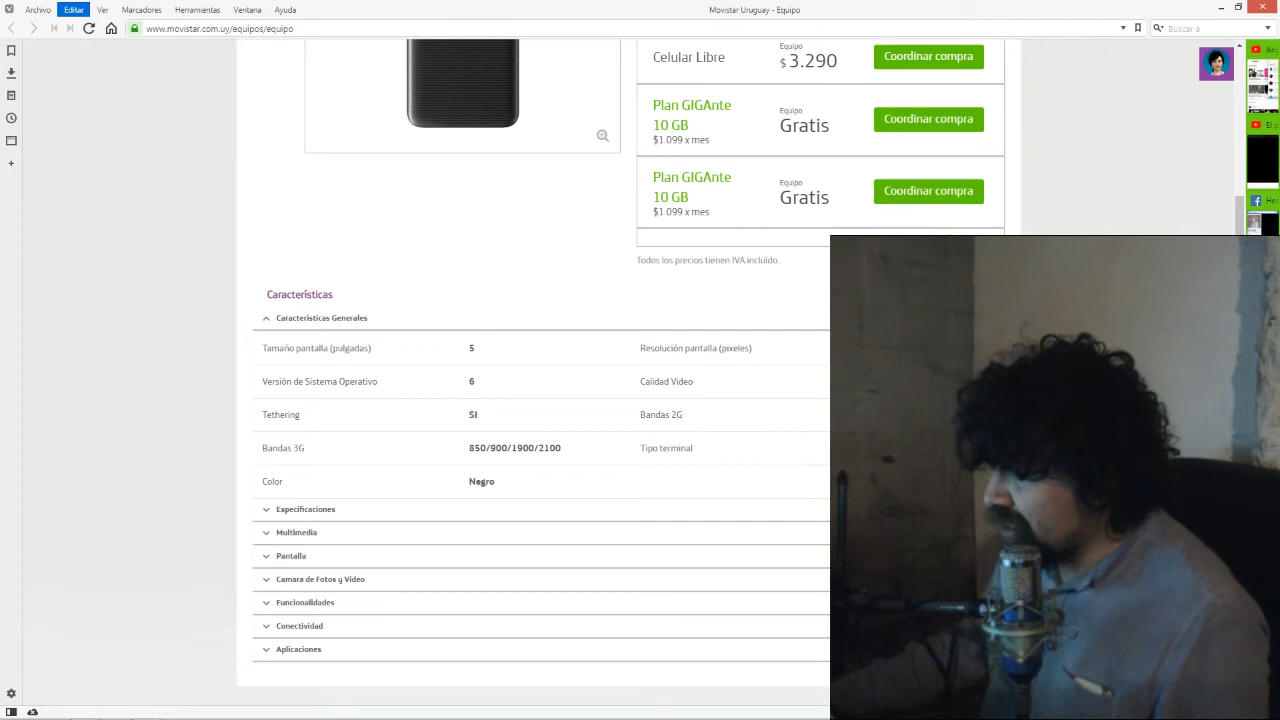 Archivo Editar Ver Marcadores Herramientas Ventana Ayuda
Movistar Uruguay - Equipo
www.movistar.com.uy/equipos/equipo
Buscar a
Celular Libre
Equipo
$ 3.290
Coordinar compra
Plan GIGAnte
10 GB
$1.099 x mes
Equipo
Gratis
Coordinar compra
Plan GIGAnte
10 GB
$1.099 x mes
Equipo
Gratis
Coordinar compra
Todos los precios tienen IVA incluido.
Características
Caracteristicas Generales
Tamaño pantalla (pulgadas) 5 Resolución pantalla (pixeles)
Versión de Sistema Operativo 6 Calidad Video
Tethering SI Bandas 2G
Bandas 3G 850/900/1900/2100 Tipo terminal
Color Negro
Especificaciones
Multimedia
Pantalla
Camara de Fotos y Video
Funcionalidades
Conectividad
Aplicaciones